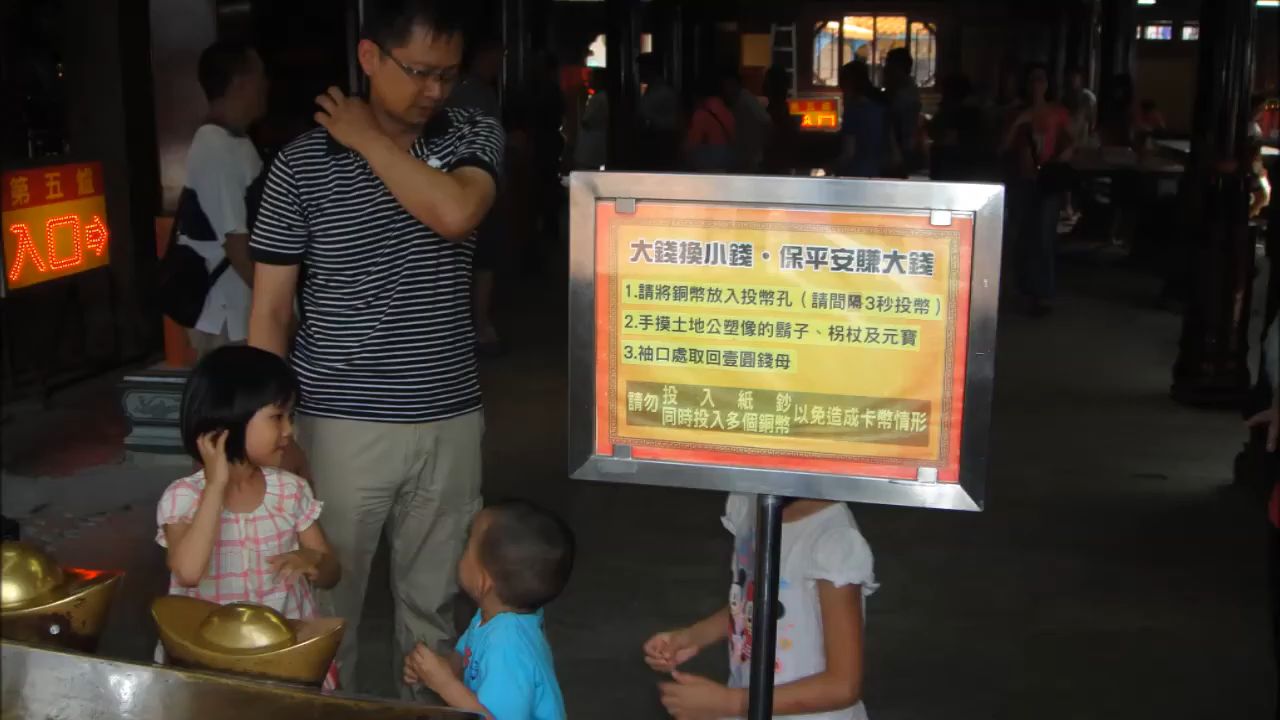 第五爐
入口
入口
大錢換小錢・保平安賺大錢
1.請將銅幣放入投幣孔（請間隔3秒投幣）
2.手摸土地公塑像的鬍子、柺杖及元寶
3.袖口處取回壹圓錢母
請勿投入紙鈔
同時投入多個銅幣以免造成卡幣情形